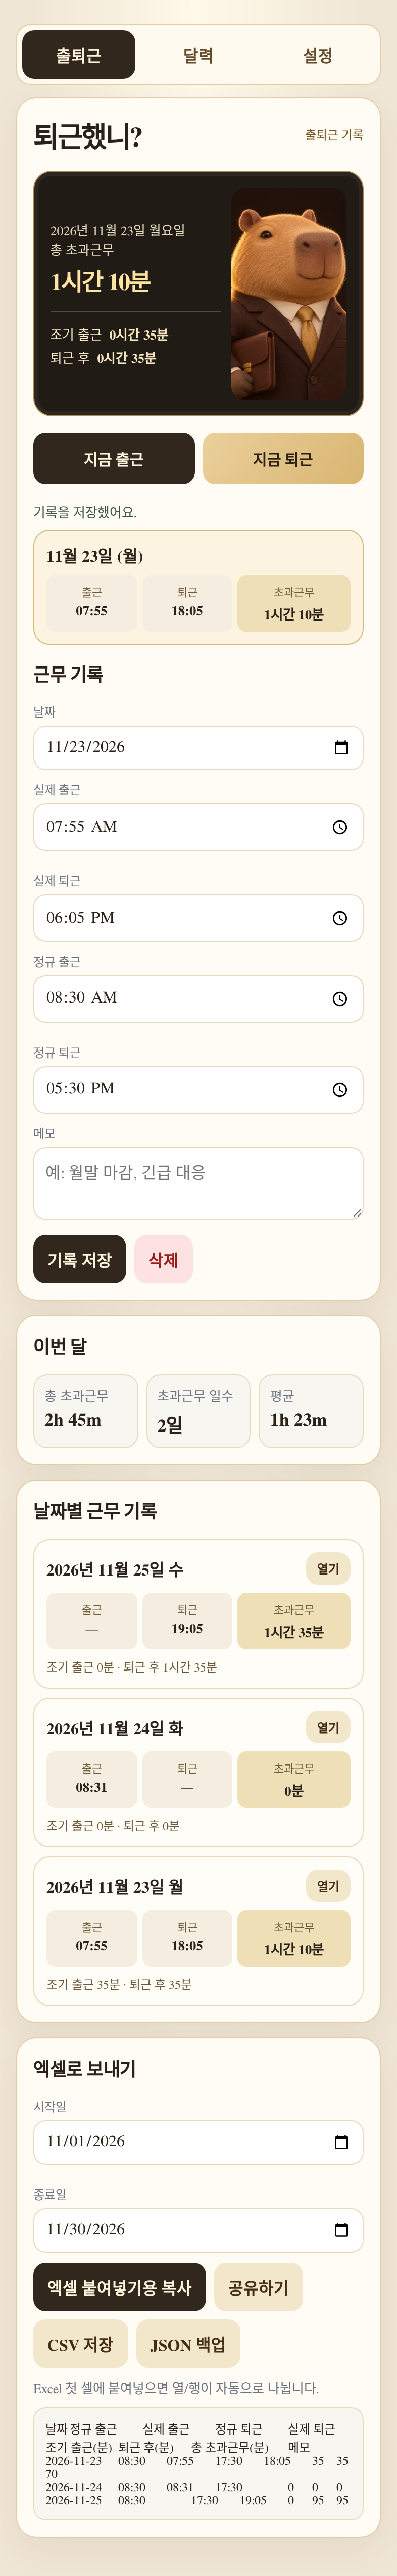 출퇴근 달력 설정
퇴근했니? 출퇴근 기록
2026년 11월 23일 월요일
총 초과근무
1시간 10분
조기 출근 0시간 35분
퇴근 후 0시간 35분
지금 출근 지금 퇴근
기록을 저장했어요.
11월 23일 (월)
출근 퇴근 초과근무
07:55 18:05 1시간 10분
근무 기록
날짜
11/23/2026
실제 출근
07:55 AM
실제 퇴근
06:05 PM
정규 출근
08:30 AM
정규 퇴근
05:30 PM
메모
예: 월말 마감, 긴급 대응
기록 저장 삭제
이번 달
총 초과근무 초과근무 일수 평균
2h 45m 2일 1h 23m
날짜별 근무 기록
2026년 11월 25일 수 열기
출근 퇴근 초과근무
— 19:05 1시간 35분
조기 출근 0분 · 퇴근 후 1시간 35분
2026년 11월 24일 화 열기
출근 퇴근 초과근무
08:31 — 0분
조기 출근 0분 · 퇴근 후 0분
2026년 11월 23일 월 열기
출근 퇴근 초과근무
07:55 18:05 1시간 10분
조기 출근 35분 · 퇴근 후 35분
엑셀로 보내기
시작일
11/01/2026
종료일
11/30/2026
엑셀 붙여넣기용 복사 공유하기
CSV 저장 JSON 백업
Excel 첫 셀에 붙여넣으면 열/행이 자동으로 나뉩니다.
날짜 정규 출근 실제 출근 정규 퇴근 실제 퇴근
조기 출근(분) 퇴근 후(분) 총 초과근무(분) 메모
2026-11-23 08:30 07:55 17:30 18:05 35 35
70
2026-11-24 08:30 08:31 17:30 0 0 0
2026-11-25 08:30 17:30 19:05 0 95 95